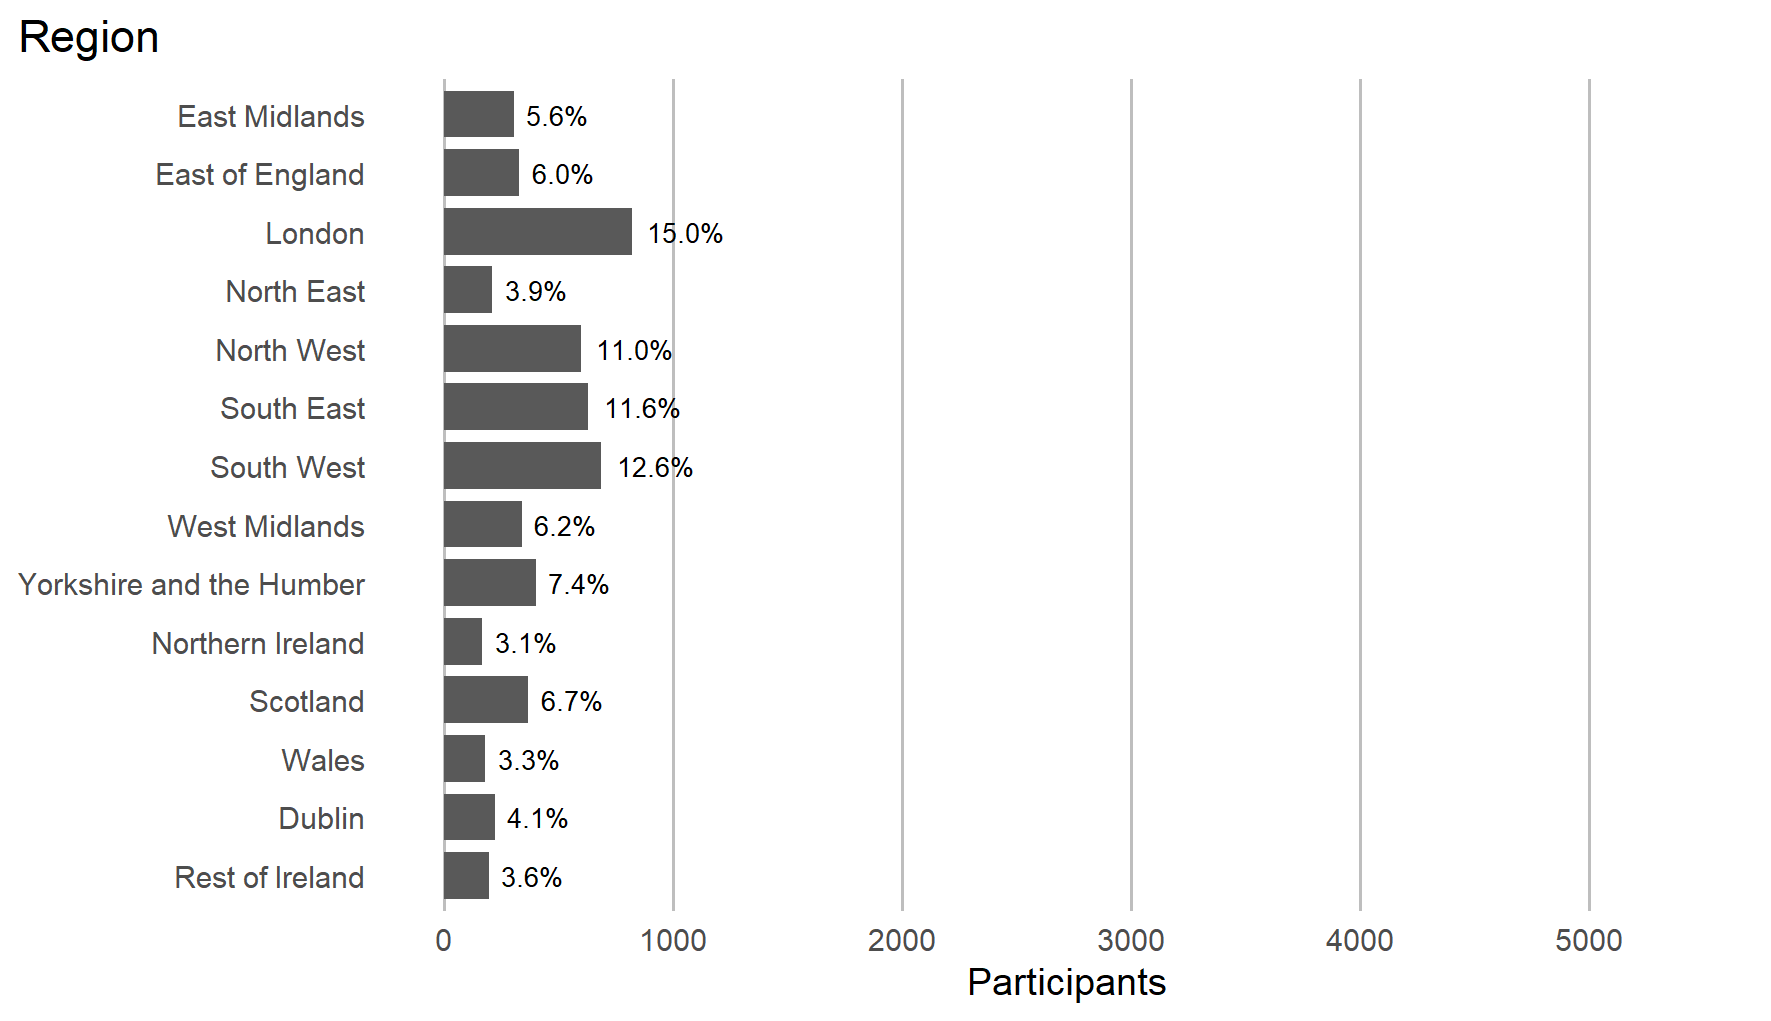 Region
East Midlands 5.6%
East of England 6.0%
London 15.0%
North East 3.9%
North West 11.0%
South East 11.6%
South West 12.6%
West Midlands 6.2%
Yorkshire and the Humber 7.4%
Northern Ireland 3.1%
Scotland 6.7%
Wales 3.3%
Dublin 4.1%
Rest of Ireland 3.6%
0 1000 2000 3000 4000 5000
Participants